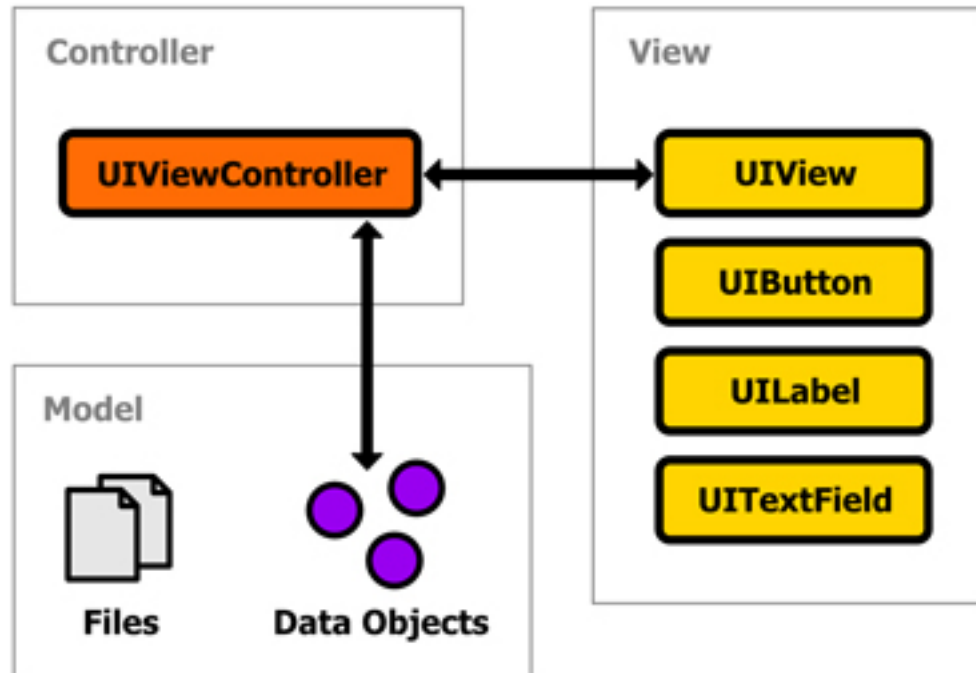 Controller
UIViewController
View
UIView
UIButton
UILabel
UITextField
Model
Files
Data Objects